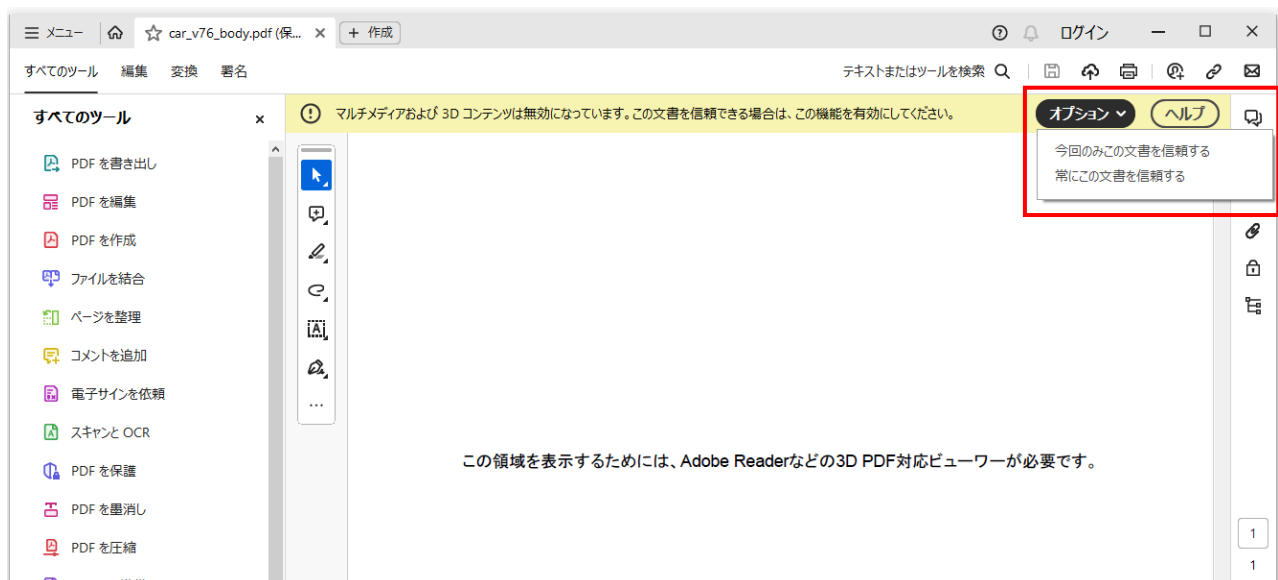 メニュー
car_v76_body.pdf (保...
作成
ログイン
すべてのツール 編集 変換 署名
テキストまたはツールを検索
すべてのツール
マルチメディアおよび 3D コンテンツは無効になっています。この文書を信頼できる場合は、この機能を有効にしてください。
オプション
ヘルプ
今回のみこの文書を信頼する
常にこの文書を信頼する
PDF を書き出し
PDF を編集
PDF を作成
ファイルを結合
ページを整理
コメントを追加
電子サインを依頼
スキャンと OCR
PDF を保護
PDF を墨消し
PDF を圧縮
この領域を表示するためには、Adobe Readerなどの3D PDF対応ビューワーが必要です。
1
1